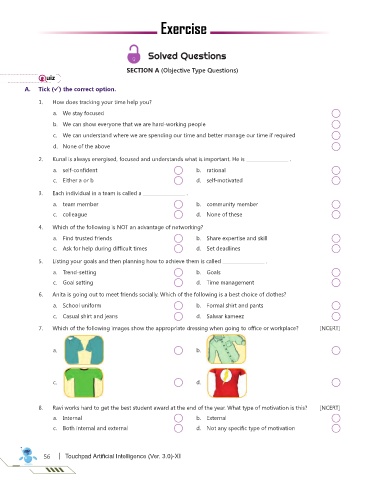 Exercise
Solved Questions
SECTION A (Objective Type Questions)
Quiz
A. Tick (✓) the correct option.
1. How does tracking your time help you?
a. We stay focused
b. We can show everyone that we are hard-working people
c. We can understand where we are spending our time and better manage our time if required
d. None of the above
2. Kunal is always energised, focused and understands what is important. He is _______________ .
a. self-confident b. rational
c. Either a or b d. self-motivated
3. Each individual in a team is called a _______________ .
a. team member b. community member
c. colleague d. None of these
4. Which of the following is NOT an advantage of networking?
a. Find trusted friends b. Share expertise and skill
c. Ask for help during difficult times d. Set deadlines
5. Listing your goals and then planning how to achieve them is called _______________ .
a. Trend-setting b. Goals
c. Goal setting d. Time management
6. Anita is going out to meet friends socially. Which of the following is a best choice of clothes?
a. School uniform b. Formal shirt and pants
c. Casual shirt and jeans d. Salwar kameez
7. Which of the following images show the appropriate dressing when going to office or workplace? [NCERT]
a. b.
c. d.
8. Ravi works hard to get the best student award at the end of the year. What type of motivation is this? [NCERT]
a. Internal b. External
c. Both internal and external d. Not any specific type of motivation
56 | Touchpad Artificial Intelligence (Ver. 3.0)-XI